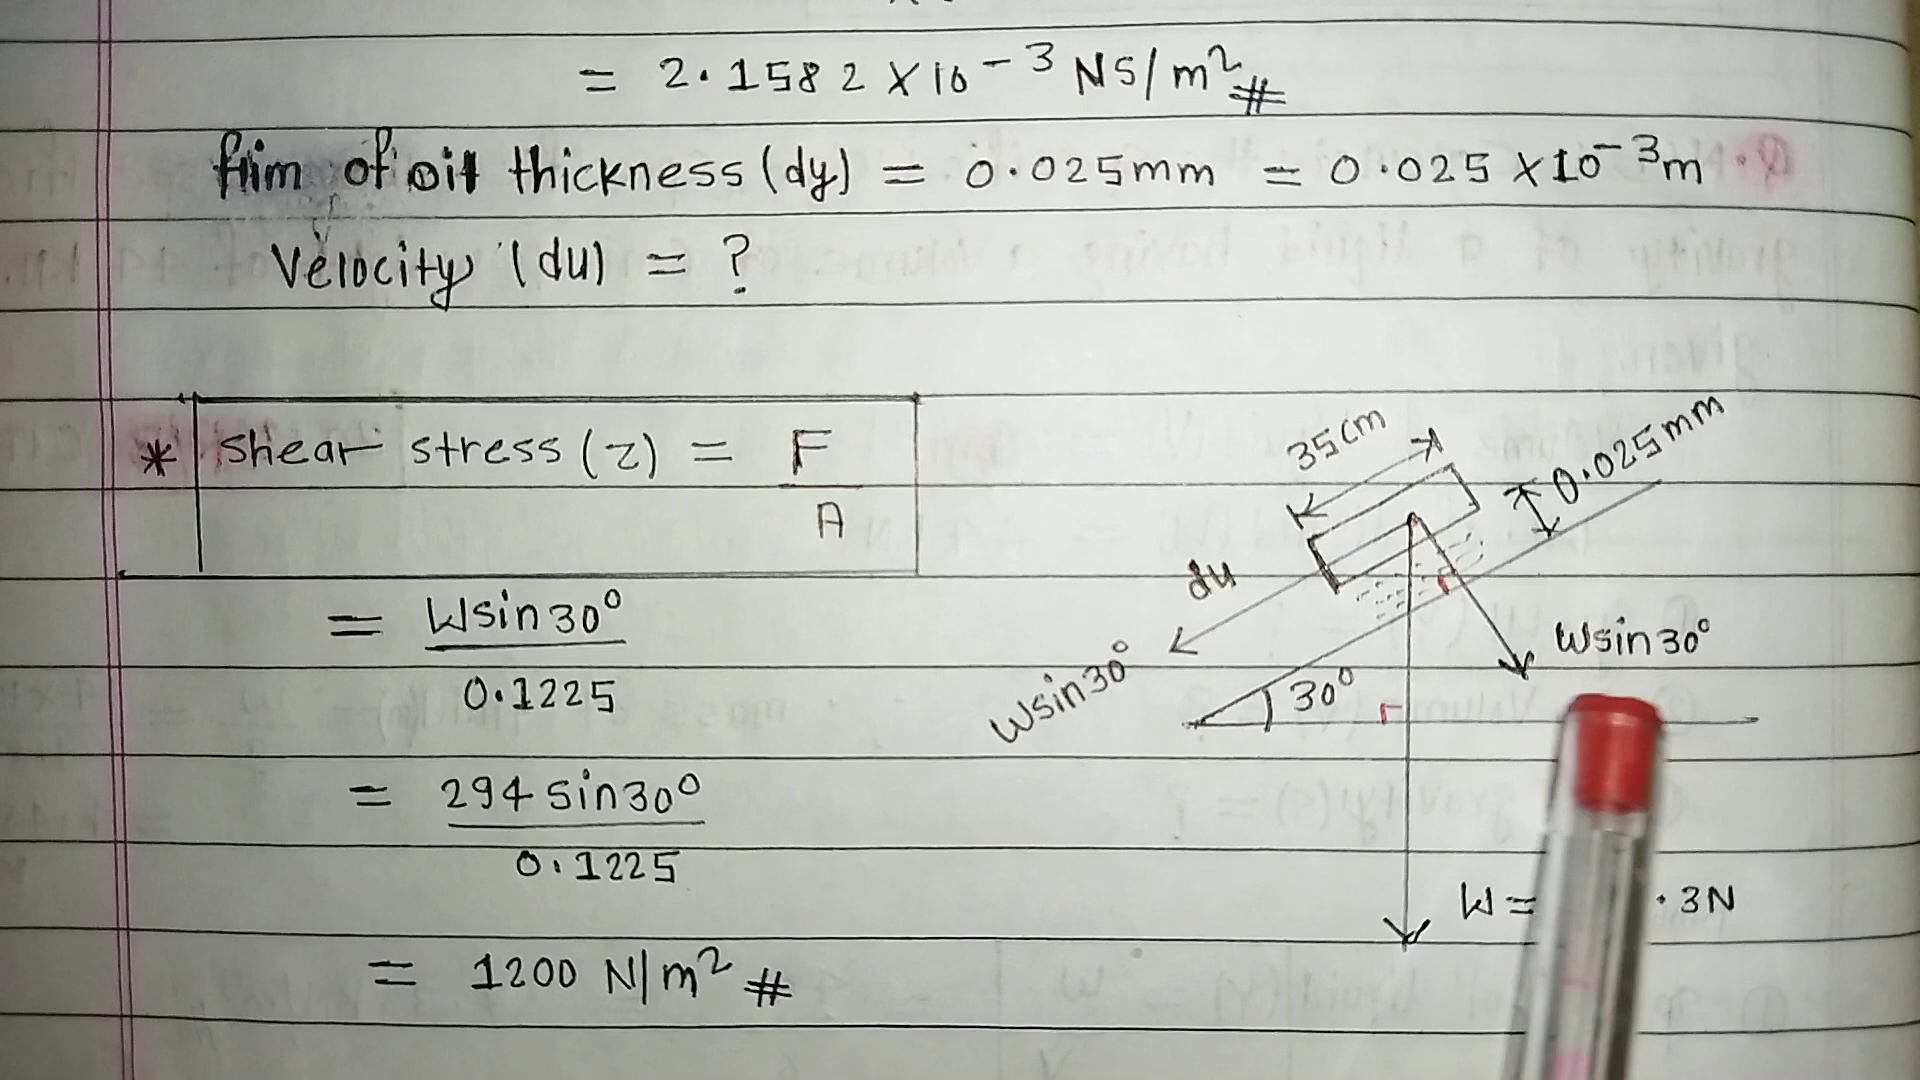 = 2.1582 X 10 - 3 NS/m² #
film of oil thickness (dy) = 0.025mm = 0.025 X 10⁻³m
Velocity (du) = ?
* shear stress (τ) = F
A
= Wsin30°
0.1225
= 294 sin30°
0.1225
= 1200 N/m² #
35cm
0.025mm
du
Wsin30°
Wsin30°
30°
W = .3N